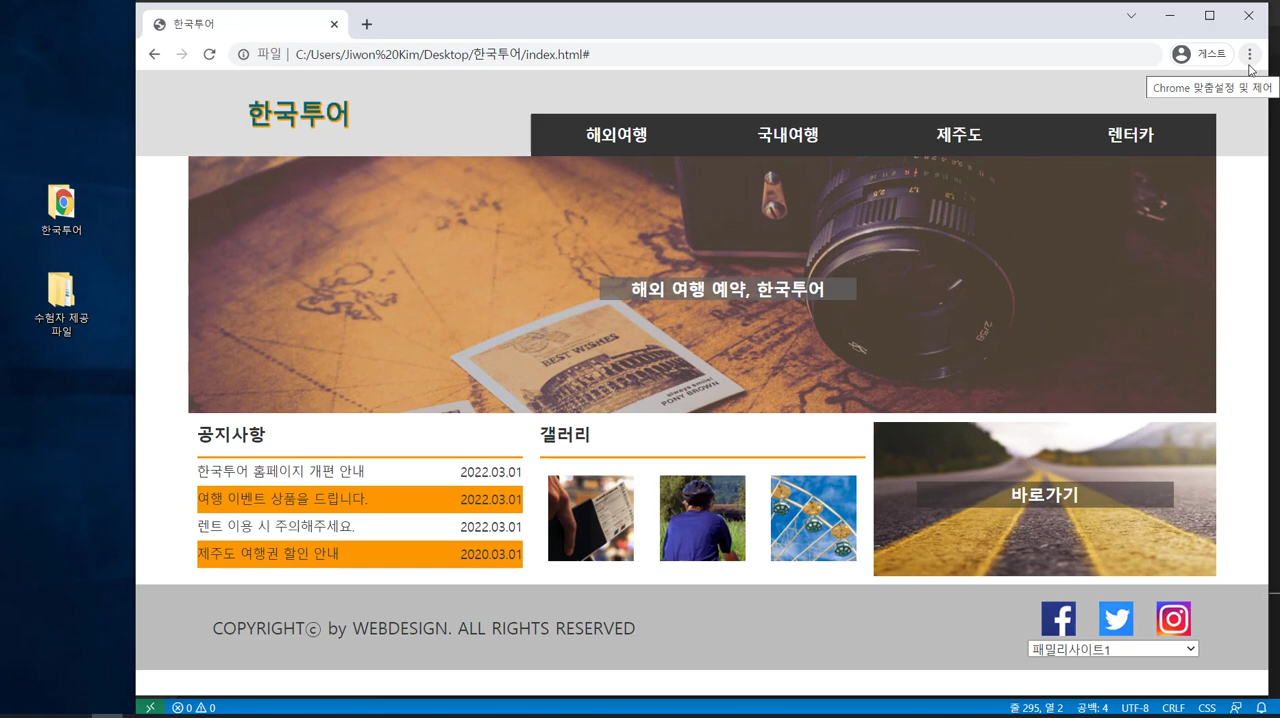 한국투어
파일 | C:/Users/Jiwon%20Kim/Desktop/한국투어/index.html#
게스트
Chrome 맞춤설정 및 제어
한국투어
해외여행 국내여행 제주도 렌터카
한국투어
수험자 제공
파일
해외 여행 예약, 한국투어
BEST WISHES
always smile!
PONY BROWN
2/58
공지사항
한국투어 홈페이지 개편 안내 2022.03.01
여행 이벤트 상품을 드립니다. 2022.03.01
렌트 이용 시 주의해주세요. 2022.03.01
제주도 여행권 할인 안내 2020.03.01
갤러리
바로가기
COPYRIGHTⓒ by WEBDESIGN. ALL RIGHTS RESERVED
패밀리사이트1
0 0 줄 295, 열 2 공백: 4 UTF-8 CRLF CSS